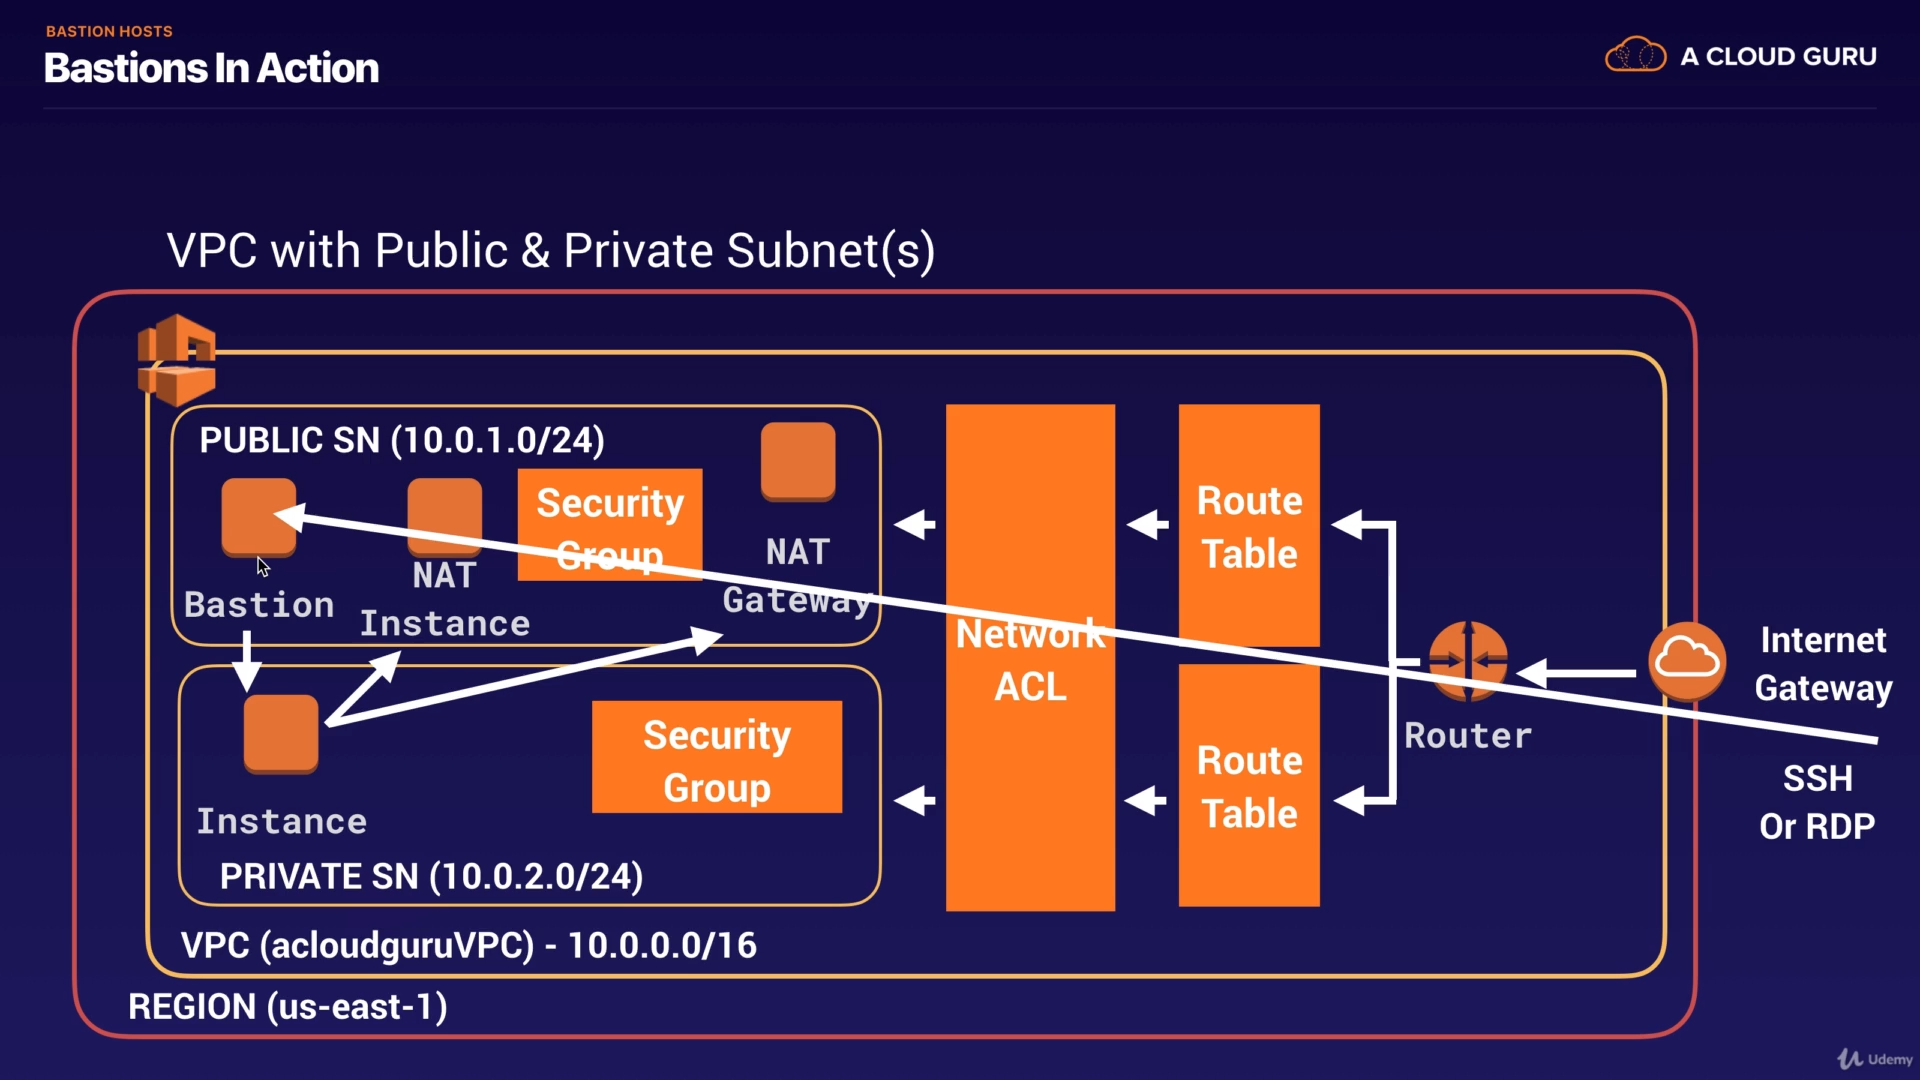 BASTION HOSTS
Bastions In Action
A CLOUD GURU
VPC with Public & Private Subnet(s)
PUBLIC SN (10.0.1.0/24)
Security
Group
NAT
Gateway
NAT
Instance
Bastion
Security
Group
Instance
PRIVATE SN (10.0.2.0/24)
Network
ACL
Route
Table
Route
Table
Router
Internet
Gateway
SSH
Or RDP
VPC (acloudguruVPC) - 10.0.0.0/16
REGION (us-east-1)
Udemy